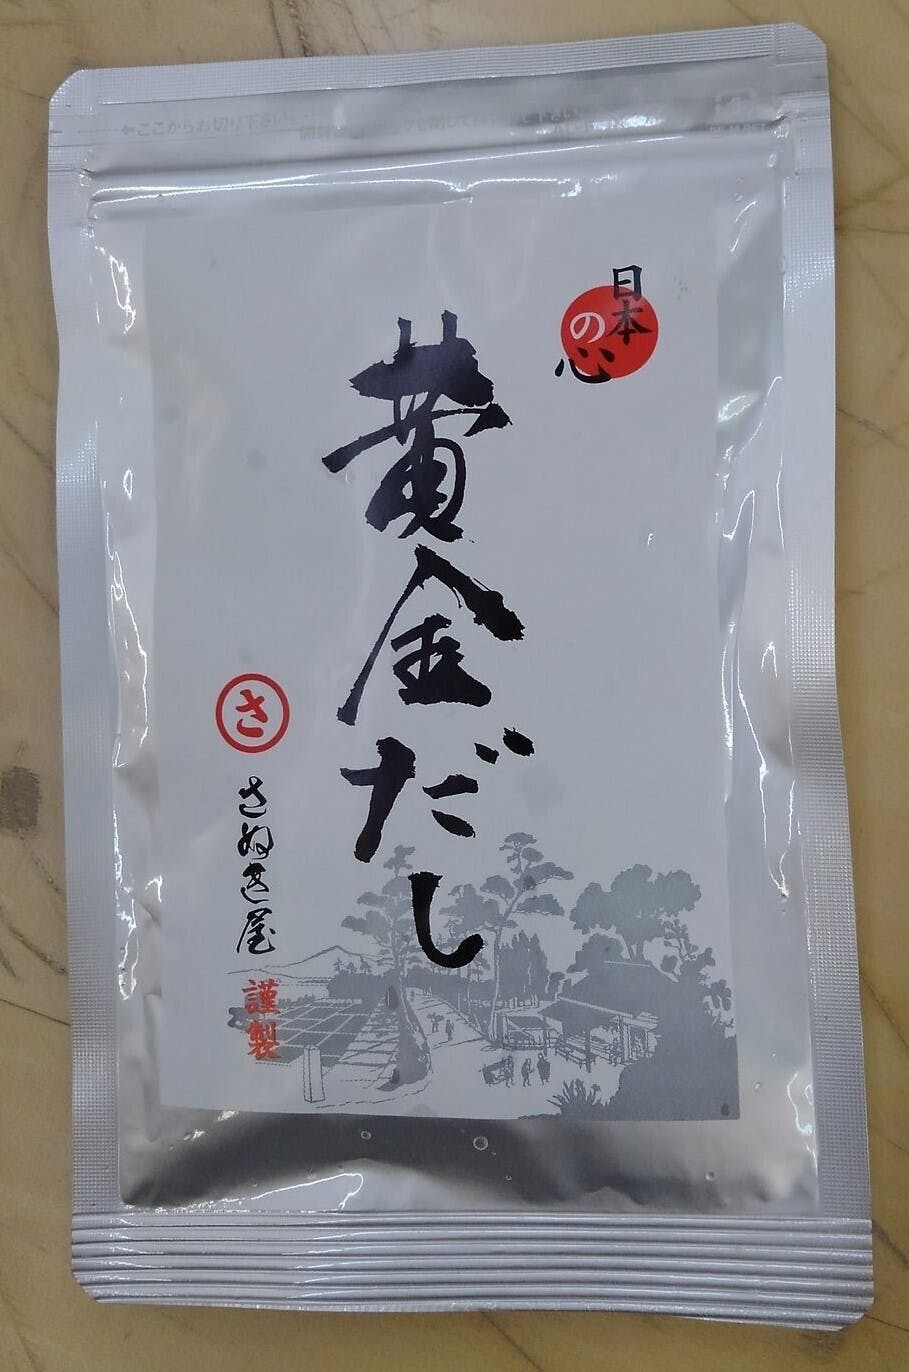 ←ここからお切り下さい。
日本
の心
黄金だし
さ
さぬき屋
謹製